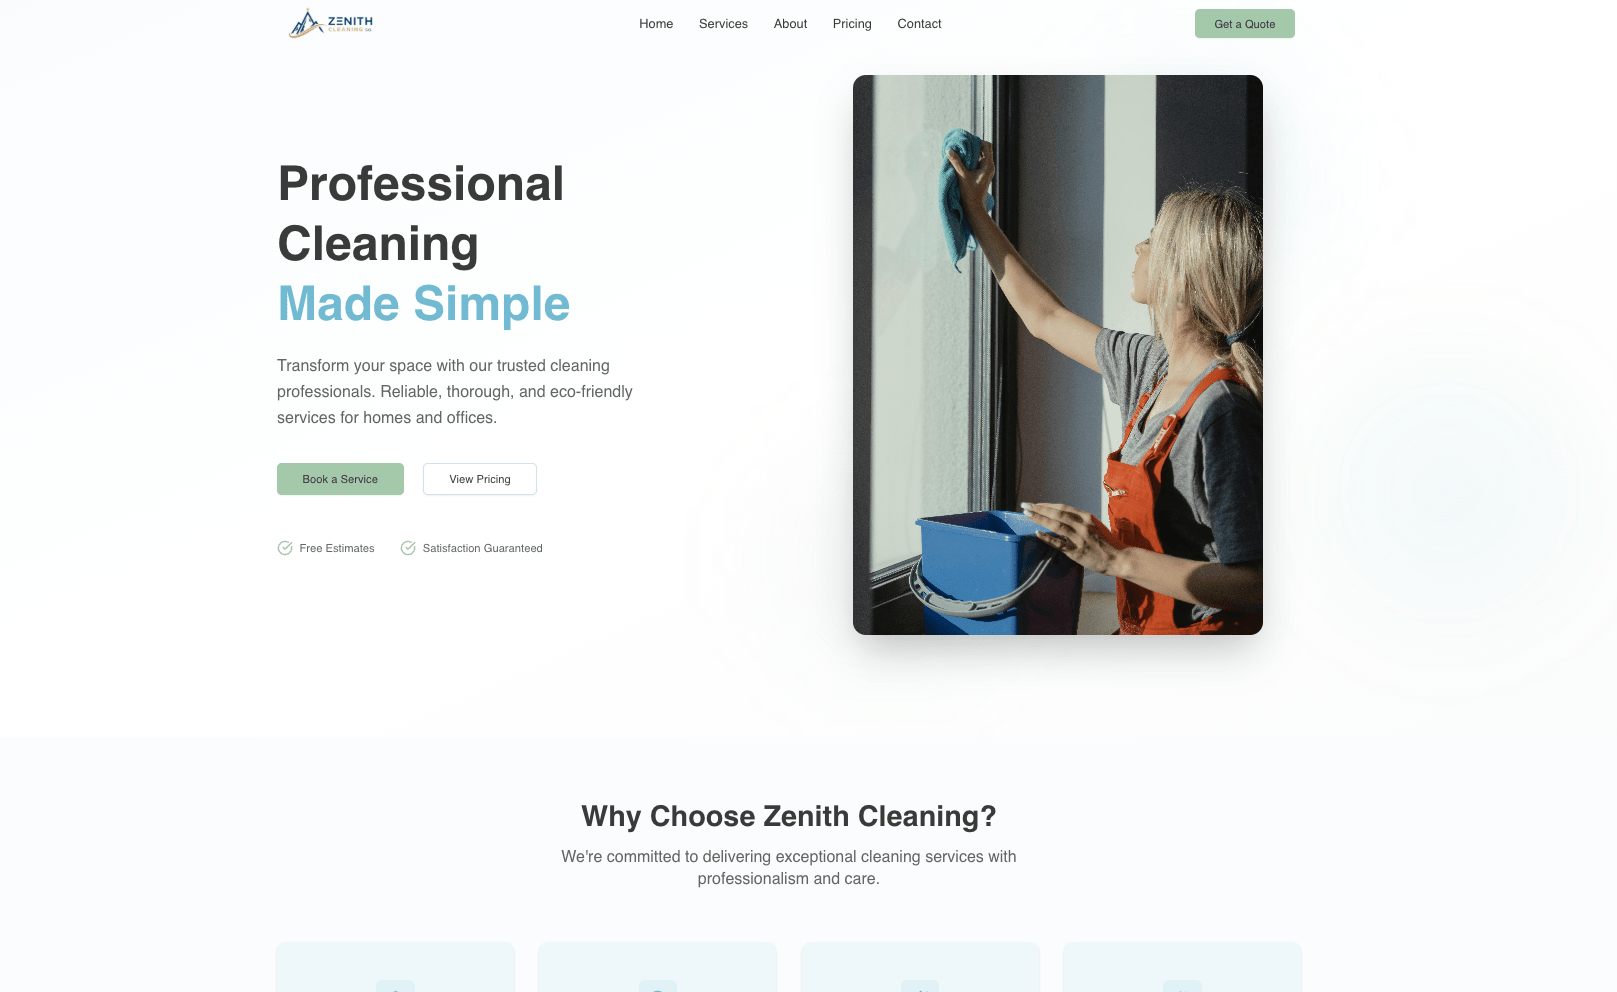 ZENITH
CLEANING CO.
Home
Services
About
Pricing
Contact
Get a Quote
Professional
Cleaning
Made Simple
Transform your space with our trusted cleaning
professionals. Reliable, thorough, and eco-friendly
services for homes and offices.
Book a Service
View Pricing
Free Estimates
Satisfaction Guaranteed
Why Choose Zenith Cleaning?
We're committed to delivering exceptional cleaning services with
professionalism and care.